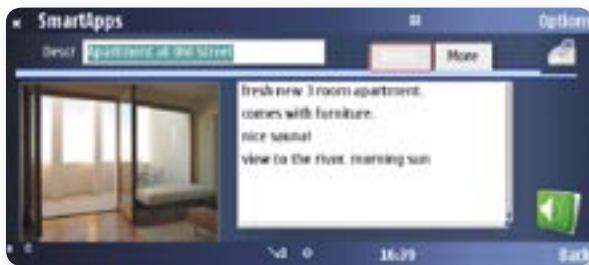 SmartApps
Options
Descr Apartment at Old Street
More
fresh new 3 room apartment.
comes with furniture.
nice sauna!
view to the river. morning sun
16:39
Back